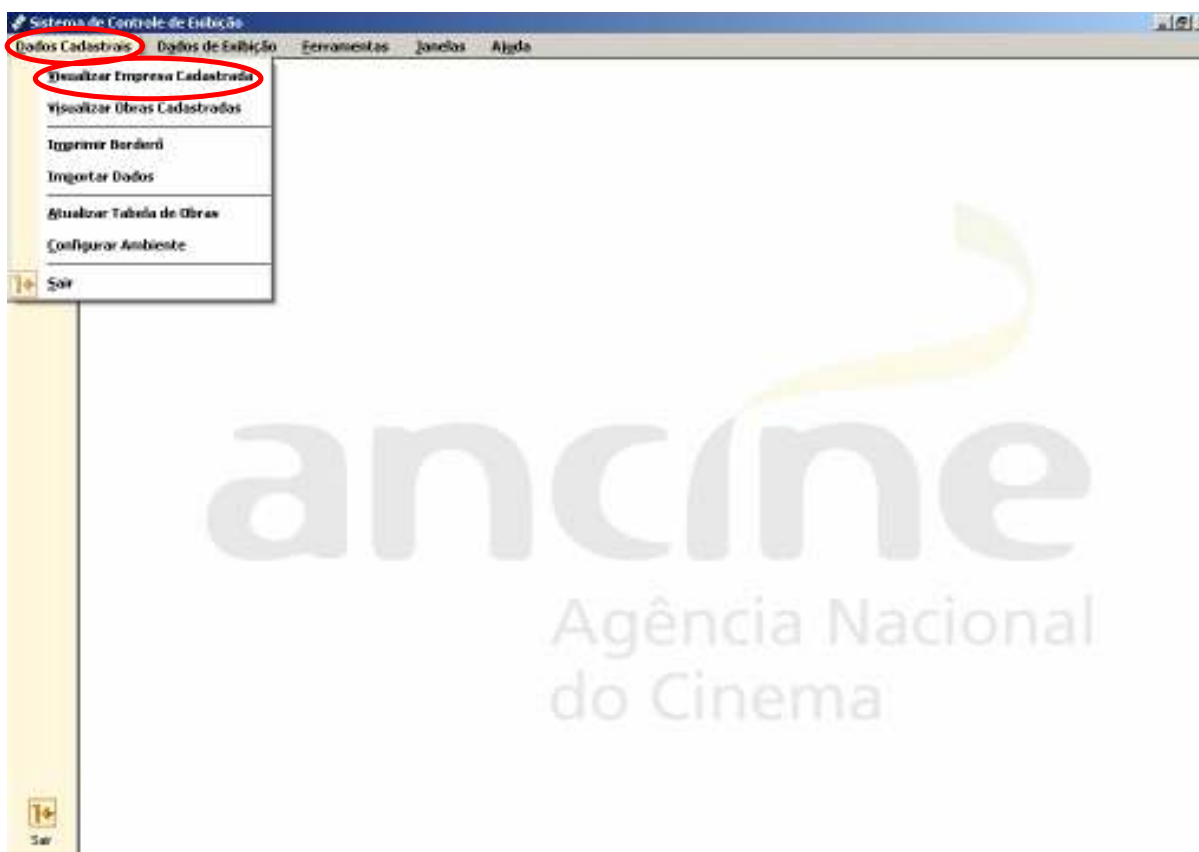 Sistema de Controle de Exibição
Dados Cadastrais Dados de Exibição Ferramentas Janelas Ajuda
Visualizar Empresa Cadastrada
Visualizar Obras Cadastradas
Imprimir Borderô
Importar Dados
Atualizar Tabela de Obras
Configurar Ambiente
Sair
ancine
Agência Nacional
do Cinema
Sair